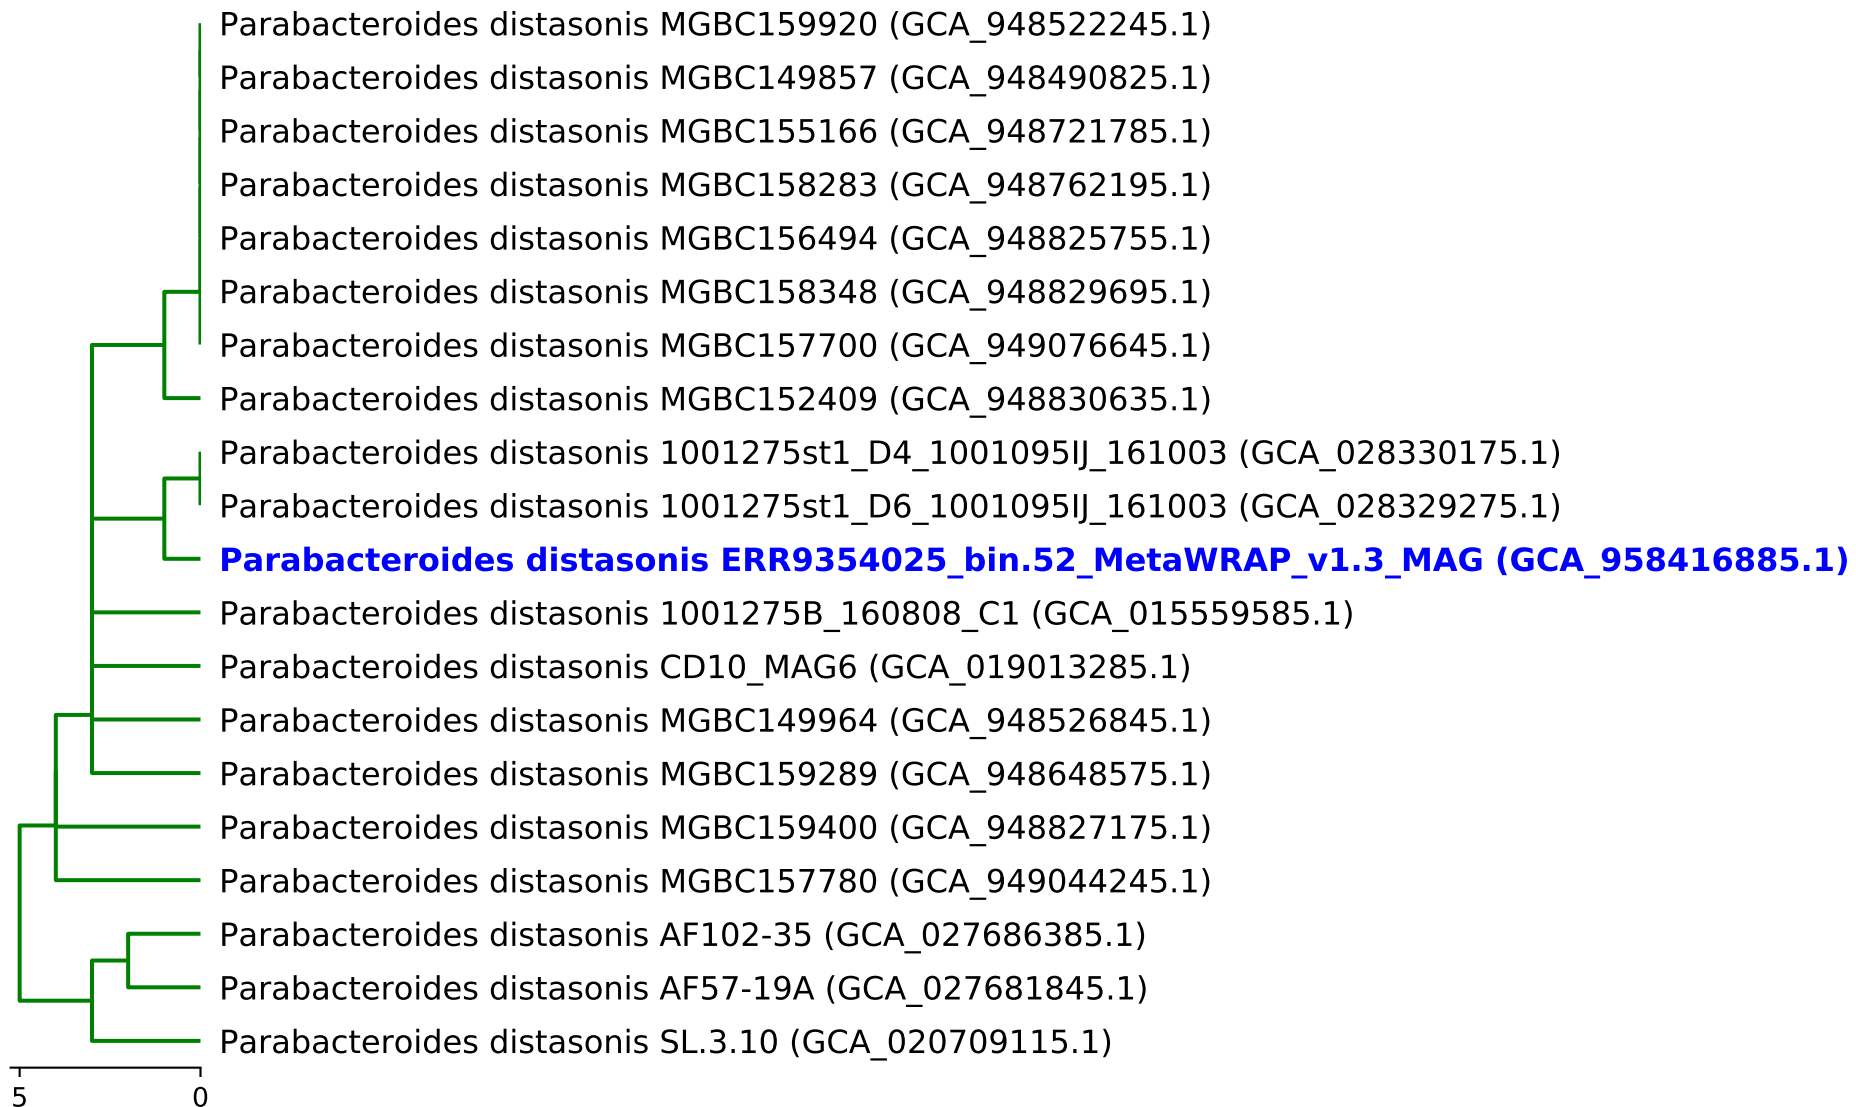 Parabacteroides distasonis MGBC159920 (GCA_948522245.1)
Parabacteroides distasonis MGBC149857 (GCA_948490825.1)
Parabacteroides distasonis MGBC155166 (GCA_948721785.1)
Parabacteroides distasonis MGBC158283 (GCA_948762195.1)
Parabacteroides distasonis MGBC156494 (GCA_948825755.1)
Parabacteroides distasonis MGBC158348 (GCA_948829695.1)
Parabacteroides distasonis MGBC157700 (GCA_949076645.1)
Parabacteroides distasonis MGBC152409 (GCA_948830635.1)
Parabacteroides distasonis 1001275st1_D4_1001095IJ_161003 (GCA_028330175.1)
Parabacteroides distasonis 1001275st1_D6_1001095IJ_161003 (GCA_028329275.1)
Parabacteroides distasonis ERR9354025_bin.52_MetaWRAP_v1.3_MAG (GCA_958416885.1)
Parabacteroides distasonis 1001275B_160808_C1 (GCA_015559585.1)
Parabacteroides distasonis CD10_MAG6 (GCA_019013285.1)
Parabacteroides distasonis MGBC149964 (GCA_948526845.1)
Parabacteroides distasonis MGBC159289 (GCA_948648575.1)
Parabacteroides distasonis MGBC159400 (GCA_948827175.1)
Parabacteroides distasonis MGBC157780 (GCA_949044245.1)
Parabacteroides distasonis AF102-35 (GCA_027686385.1)
Parabacteroides distasonis AF57-19A (GCA_027681845.1)
Parabacteroides distasonis SL.3.10 (GCA_020709115.1)
5 0